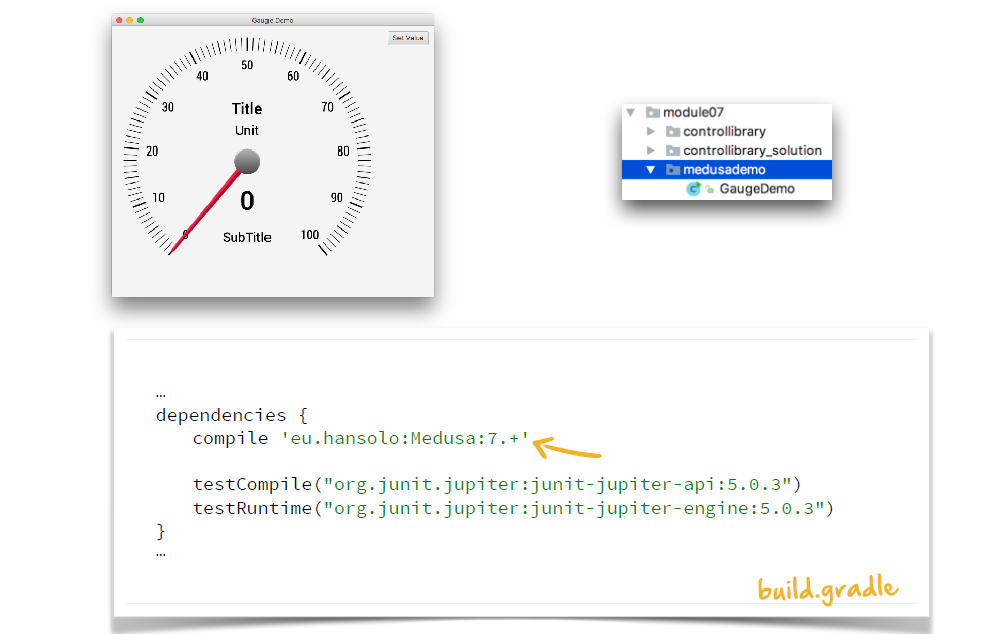 Gauge Demo
Set Value
50
40
60
30
70
Title
Unit
20
80
10
90
0
0
SubTitle
100
module07
controllibrary
controllibrary_solution
medusademo
C
GaugeDemo
…
dependencies {
compile 'eu.hansolo:Medusa:7.+'
testCompile("org.junit.jupiter:junit-jupiter-api:5.0.3")
testRuntime("org.junit.jupiter:junit-jupiter-engine:5.0.3")
}
…
build.gradle